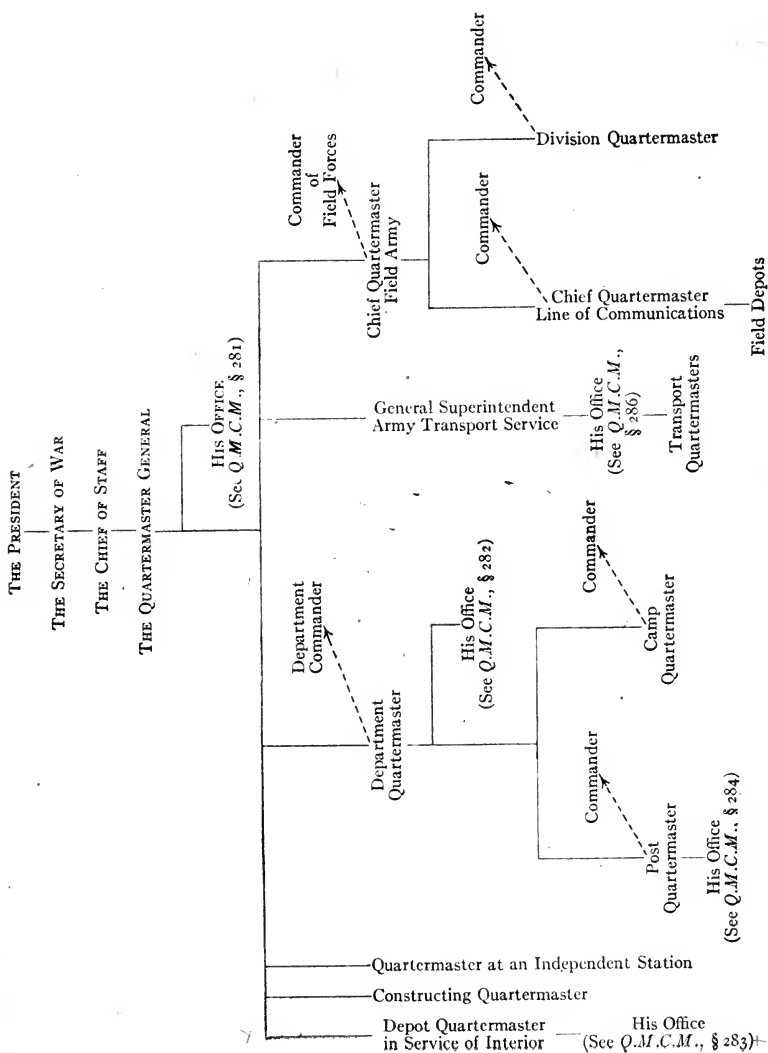 THE PRESIDENT
THE SECRETARY OF WAR
THE CHIEF OF STAFF
THE QUARTERMASTER GENERAL
HIS OFFICE
(See Q.M.C.M., § 281)
Depot Quartermaster
in Service of Interior
His Office
(See Q.M.C.M., § 283)
Constructing Quartermaster
Quartermaster at an Independent Station
Department
Commander
Department
Quartermaster
His Office
(See Q.M.C.M., § 282)
Commander
Post
Quartermaster
His Office
(See Q.M.C.M., § 284)
Commander
Camp
Quartermaster
General Superintendent
Army Transport Service
His Office
(See Q.M.C.M.,
§ 286)
Transport
Quartermasters
Commander
of
Field Forces
Chief Quartermaster
Field Army
Commander
Chief Quartermaster
Line of Communications
Field Depots
Commander
Division Quartermaster